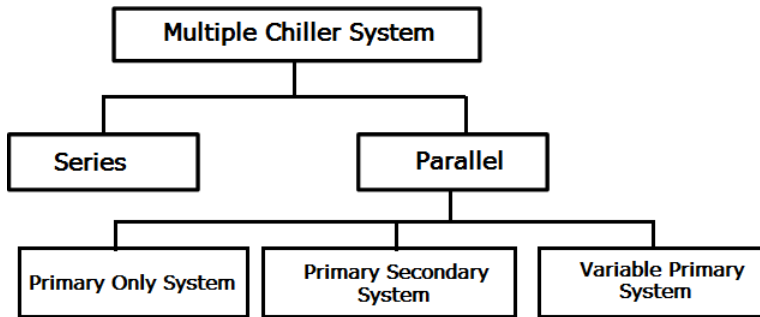 Multiple Chiller System
Series
Parallel
Primary Only System
Primary Secondary
System
Variable Primary
System